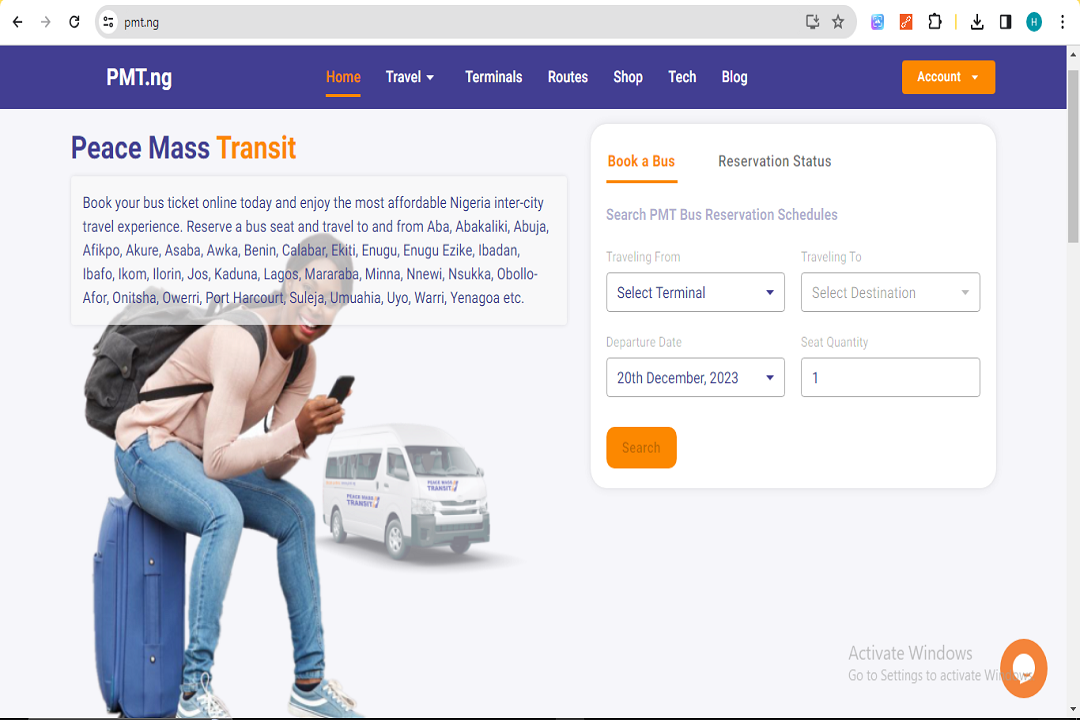 pmt.ng
H
PMT.ng
Home
Travel
Terminals
Routes
Shop
Tech
Blog
Account
Peace Mass Transit
Book your bus ticket online today and enjoy the most affordable Nigeria inter-city
travel experience. Reserve a bus seat and travel to and from Aba, Abakaliki, Abuja,
Afikpo, Akure, Asaba, Awka, Benin, Calabar, Ekiti, Enugu, Enugu Ezike, Ibadan,
Ibafo, Ikom, Ilorin, Jos, Kaduna, Lagos, Mararaba, Minna, Nnewi, Nsukka, Obollo-
Afor, Onitsha, Owerri, Port Harcourt, Suleja, Umuahia, Uyo, Warri, Yenagoa etc.
PEACE MASS
TRANSIT
PEACE MASS
TRANSIT
Book a Bus
Reservation Status
Search PMT Bus Reservation Schedules
Traveling From
Traveling To
Select Terminal
Select Destination
Departure Date
Seat Quantity
20th December, 2023
1
Search
Activate Windows
Go to Settings to activate